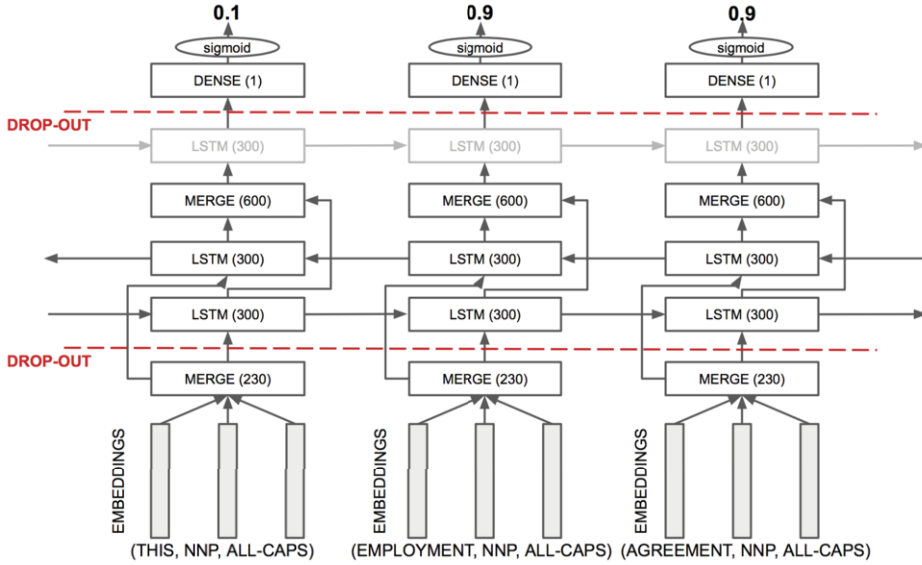 0.1 0.9 0.9
sigmoid sigmoid sigmoid
DENSE (1) DENSE (1) DENSE (1)
DROP-OUT
LSTM (300) LSTM (300) LSTM (300)
MERGE (600) MERGE (600) MERGE (600)
LSTM (300) LSTM (300) LSTM (300)
LSTM (300) LSTM (300) LSTM (300)
DROP-OUT
MERGE (230) MERGE (230) MERGE (230)
EMBEDDINGS EMBEDDINGS EMBEDDINGS
(THIS, NNP, ALL-CAPS) (EMPLOYMENT, NNP, ALL-CAPS) (AGREEMENT, NNP, ALL-CAPS)